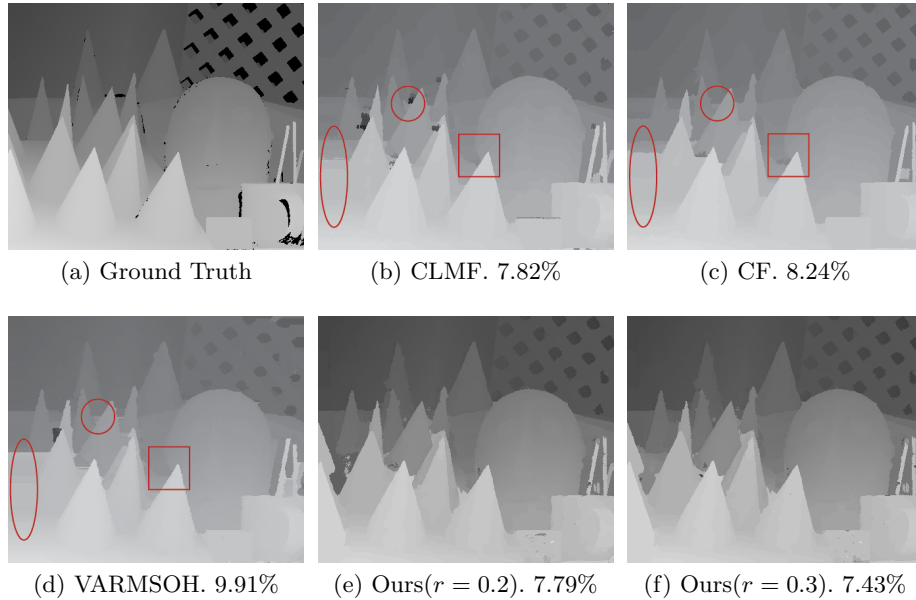 (a) Ground Truth
(b) CLMF. 7.82%
(c) CF. 8.24%
(d) VARMSOH. 9.91%
(e) Ours(r = 0.2). 7.79%
(f) Ours(r = 0.3). 7.43%